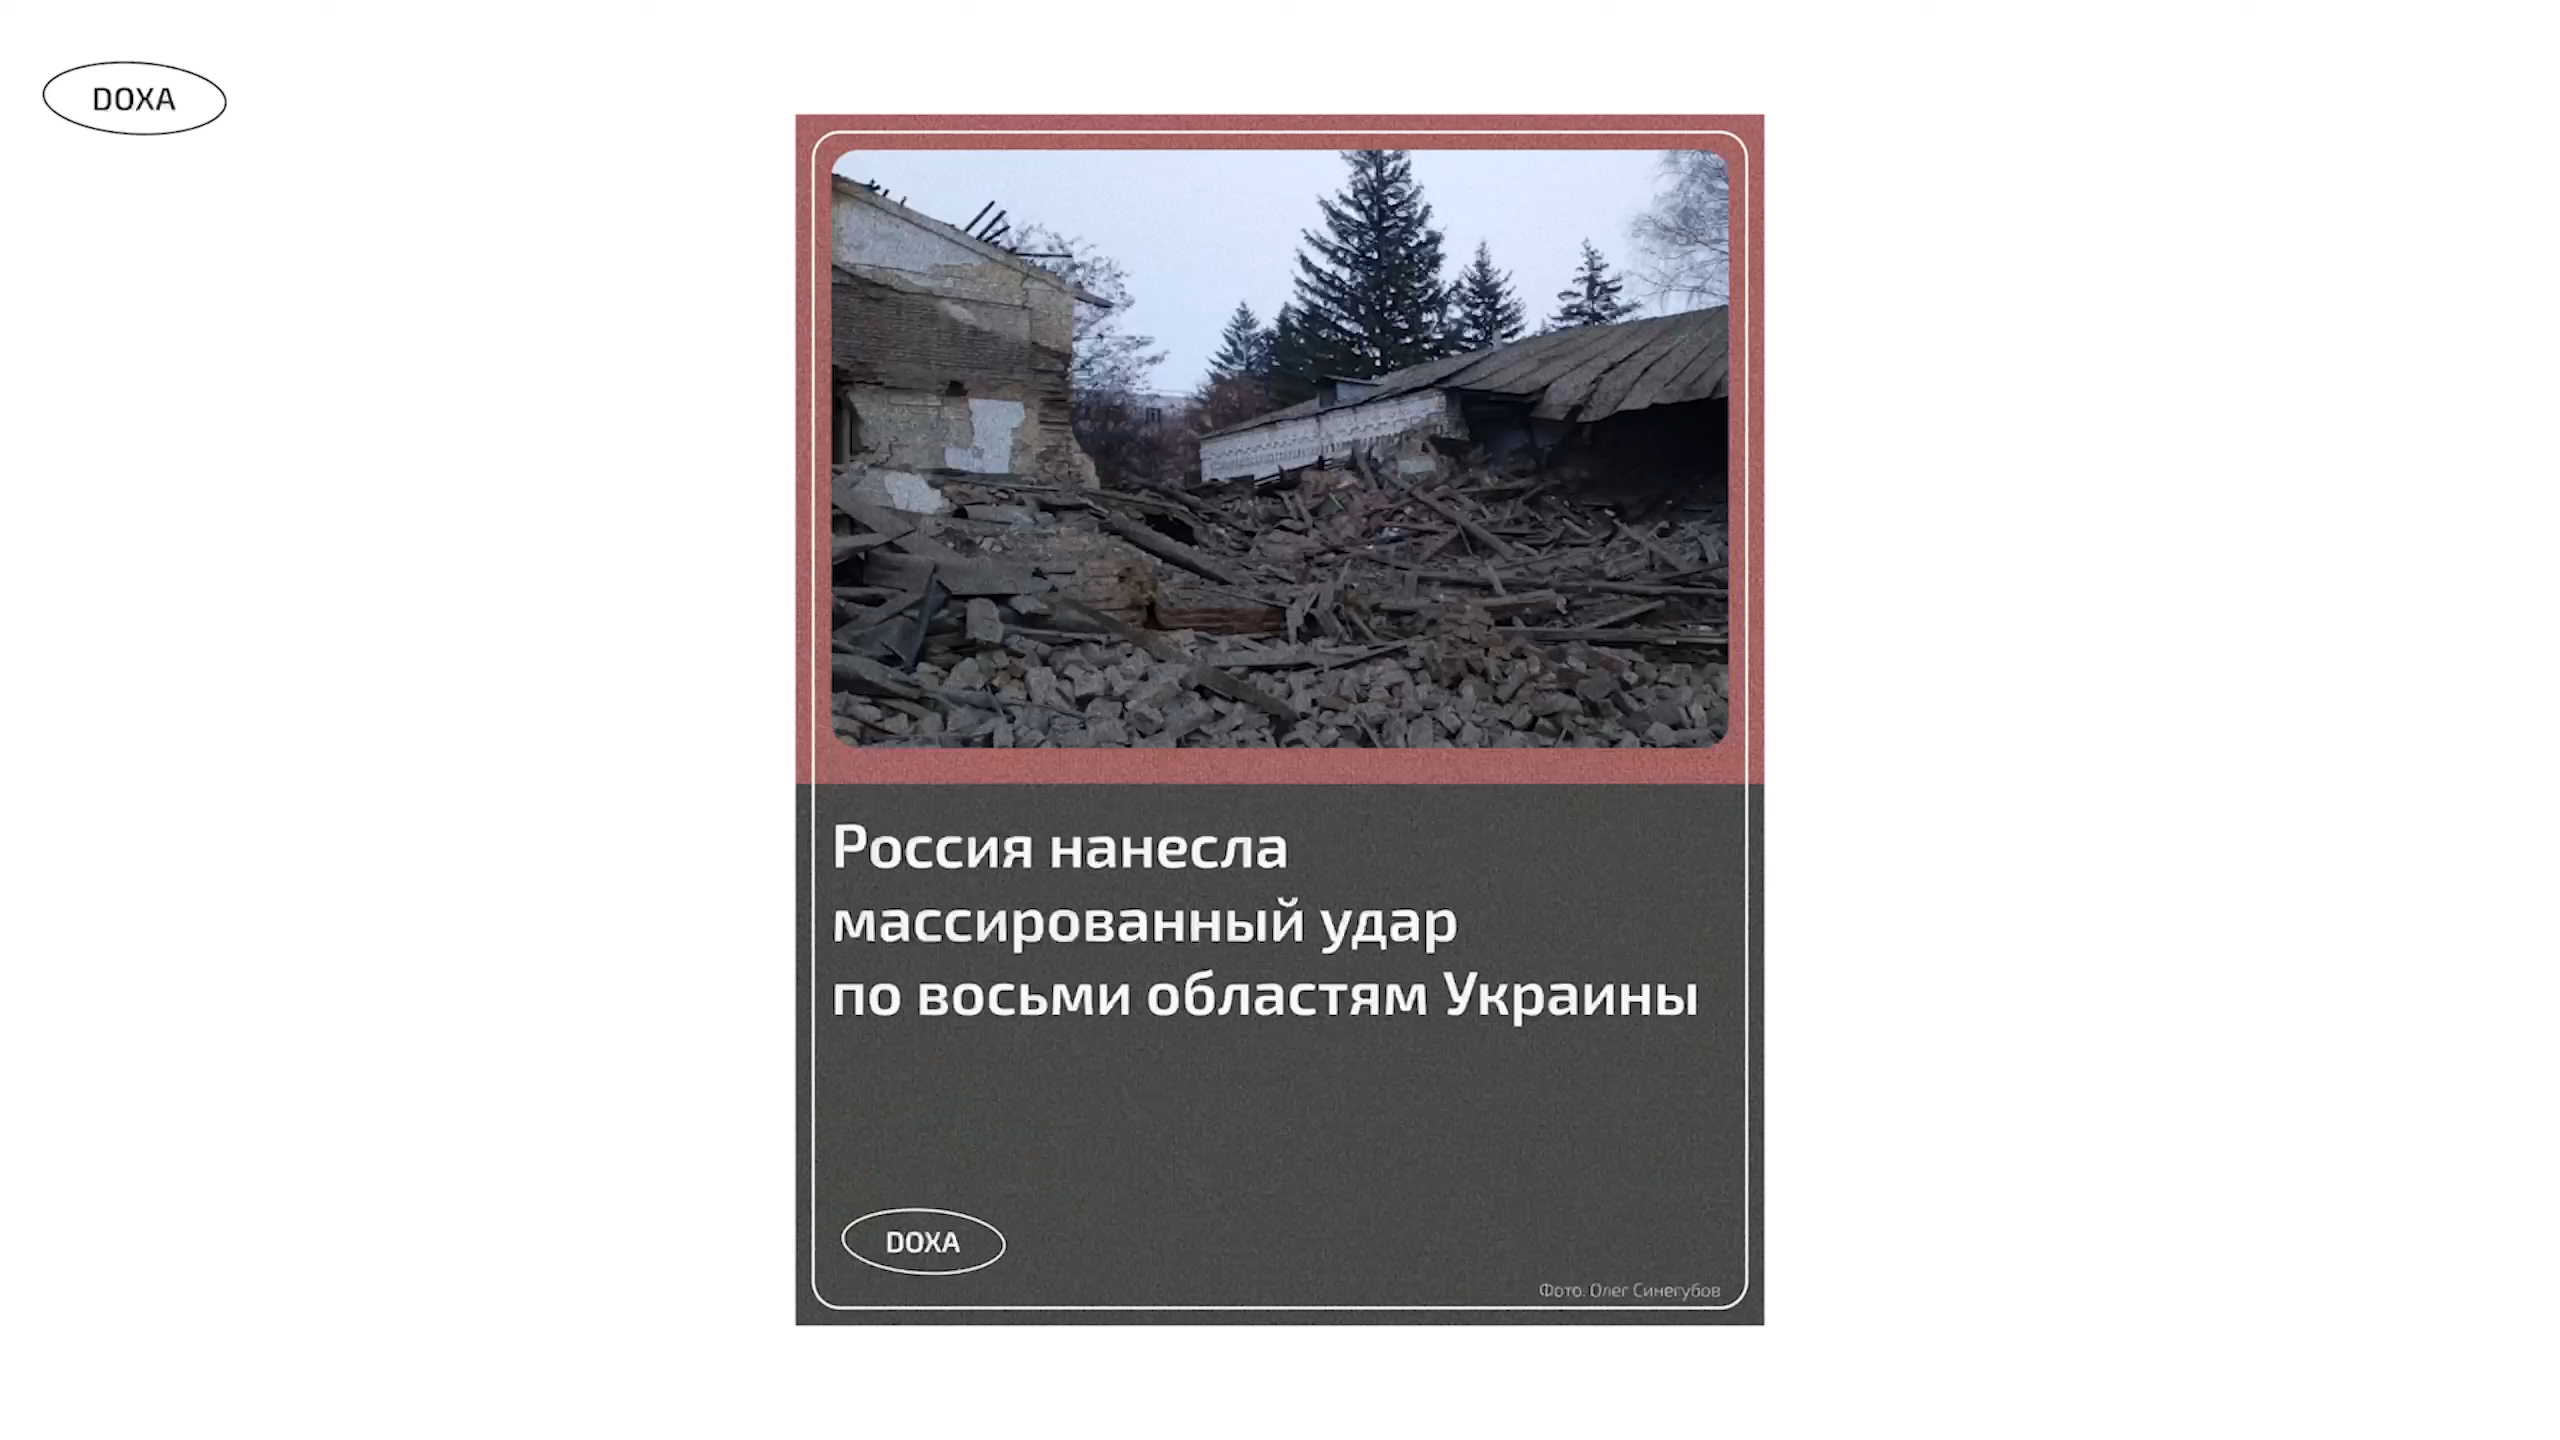 DOXA
Россия нанесла
массированный удар
по восьми областям Украины
DOXA
Фото. Олег Синегубов